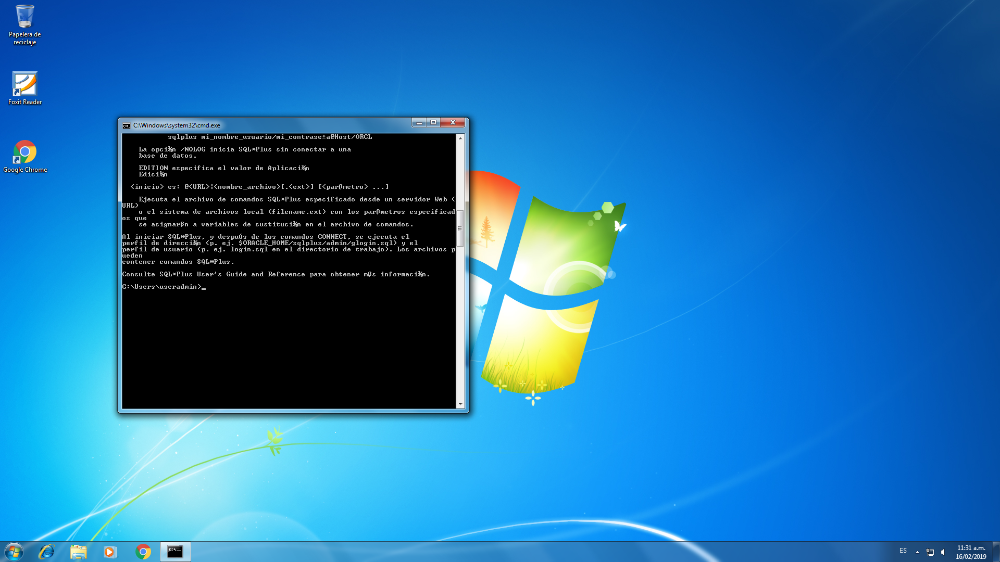 Papelera de
reciclaje
Foxit Reader
Google Chrome
C:\Windows\system32\cmd.exe
sqlplus mi_nombre_usuario/mi_contrase±a@Host/ORCL
La opci¾n /NOLOG inicia SQL*Plus sin conectar a una
base de datos.
EDITION especifica el valor de Aplicaci¾n
Edici¾n
<inicio> es: @<URL>|<nombre_archivo>[.<ext>] [<parßmetro> ...]
Ejecuta el archivo de comandos SQL*Plus especificado desde un servidor Web (
URL)
o el sistema de archivos local (filename.ext) con los parßmetros especificad
os que
se asignarßn a variables de sustituci¾n en el archivo de comandos.
Al iniciar SQL*Plus, y despuús de los comandos CONNECT, se ejecuta el
perfil de direcci¾n (p. ej. $ORACLE_HOME/sqlplus/admin/glogin.sql) y el
perfil de usuario (p. ej. login.sql en el directorio de trabajo). Los archivos p
ueden
contener comandos SQL*Plus.
Consulte SQL*Plus User's Guide and Reference para obtener mßs informaci¾n.
C:\Users\useradmin>_
ES
11:31 a.m.
16/02/2019